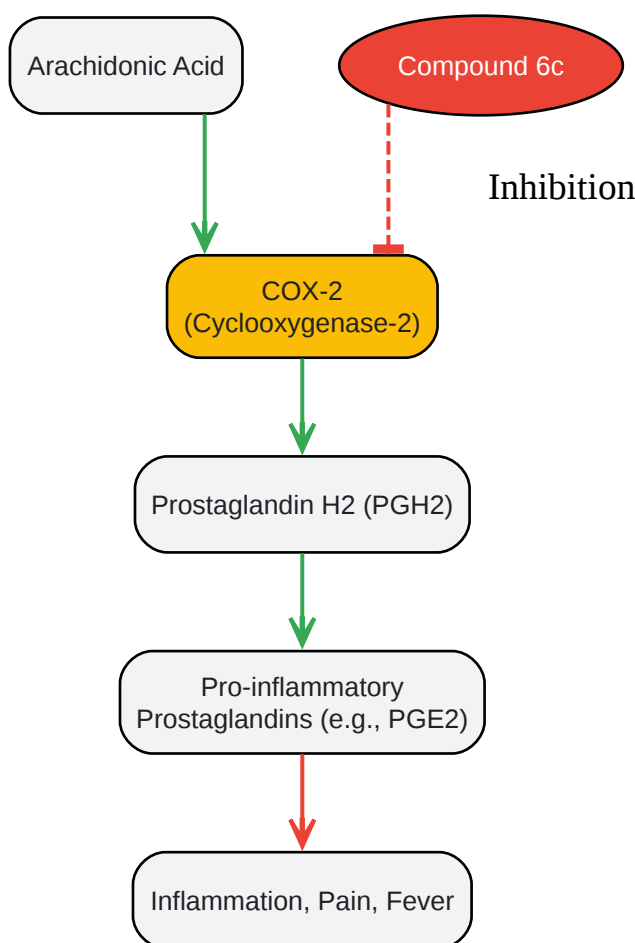 Arachidonic Acid
Compound 6c
Inhibition
COX-2
(Cyclooxygenase-2)
Prostaglandin H2 (PGH2)
Pro-inflammatory
Prostaglandins (e.g., PGE2)
Inflammation, Pain, Fever